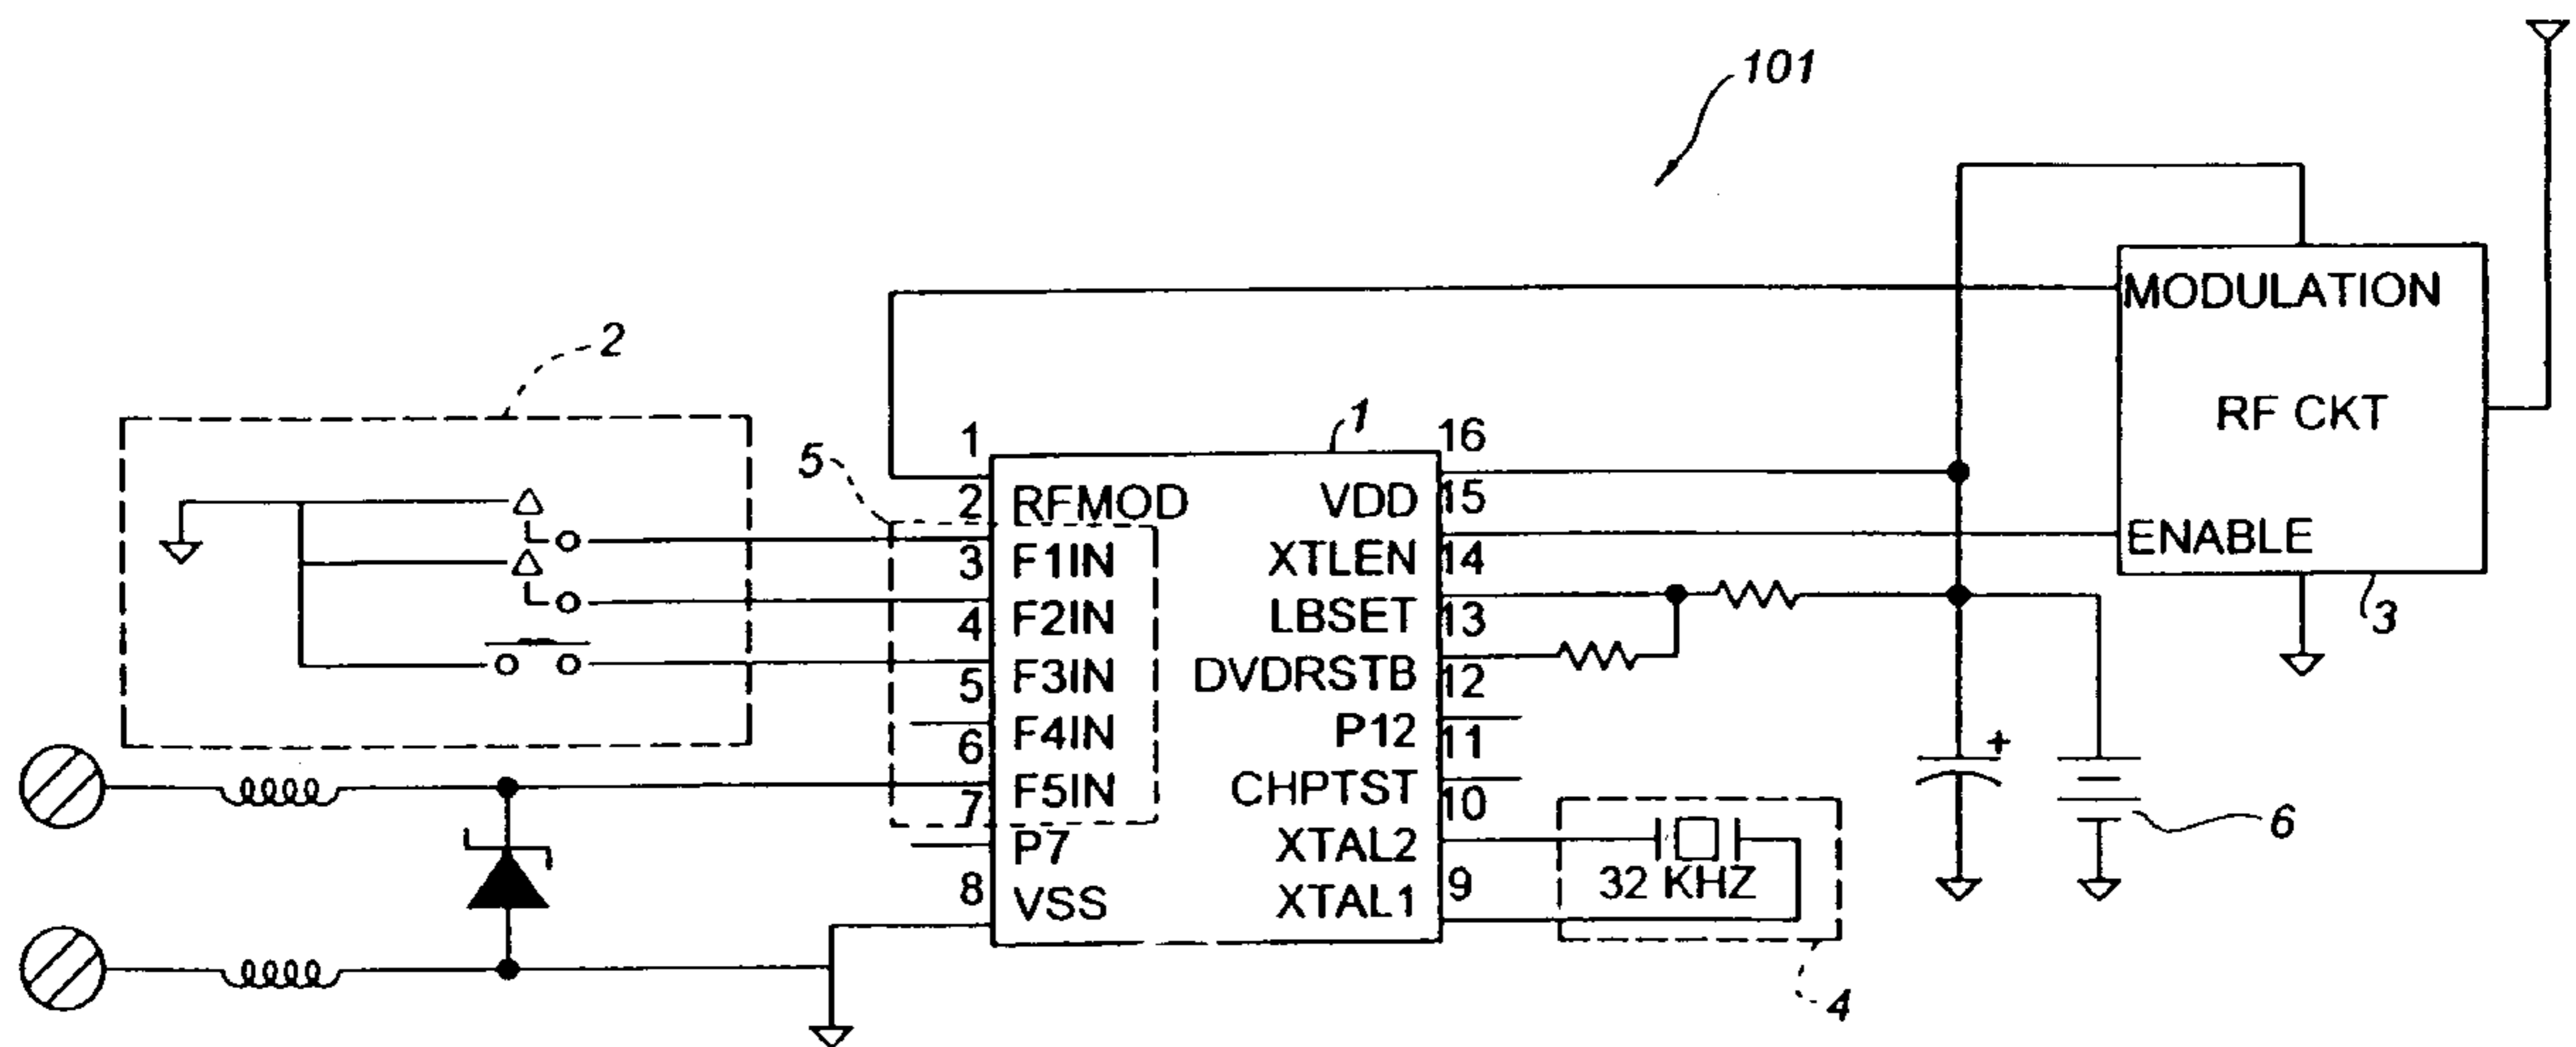 101
MODULATION
2
RF CKT
5
1
1
16
2
RFMOD
VDD
15
ENABLE
3
F1IN
XTLEN
14
3
4
F2IN
LBSET
13
5
F3IN
DVDRSTB
12
6
F4IN
P12
11
+
7
F5IN
CHPTST
10
6
P7
XTAL2
32 KHZ
8
VSS
XTAL1
9
4